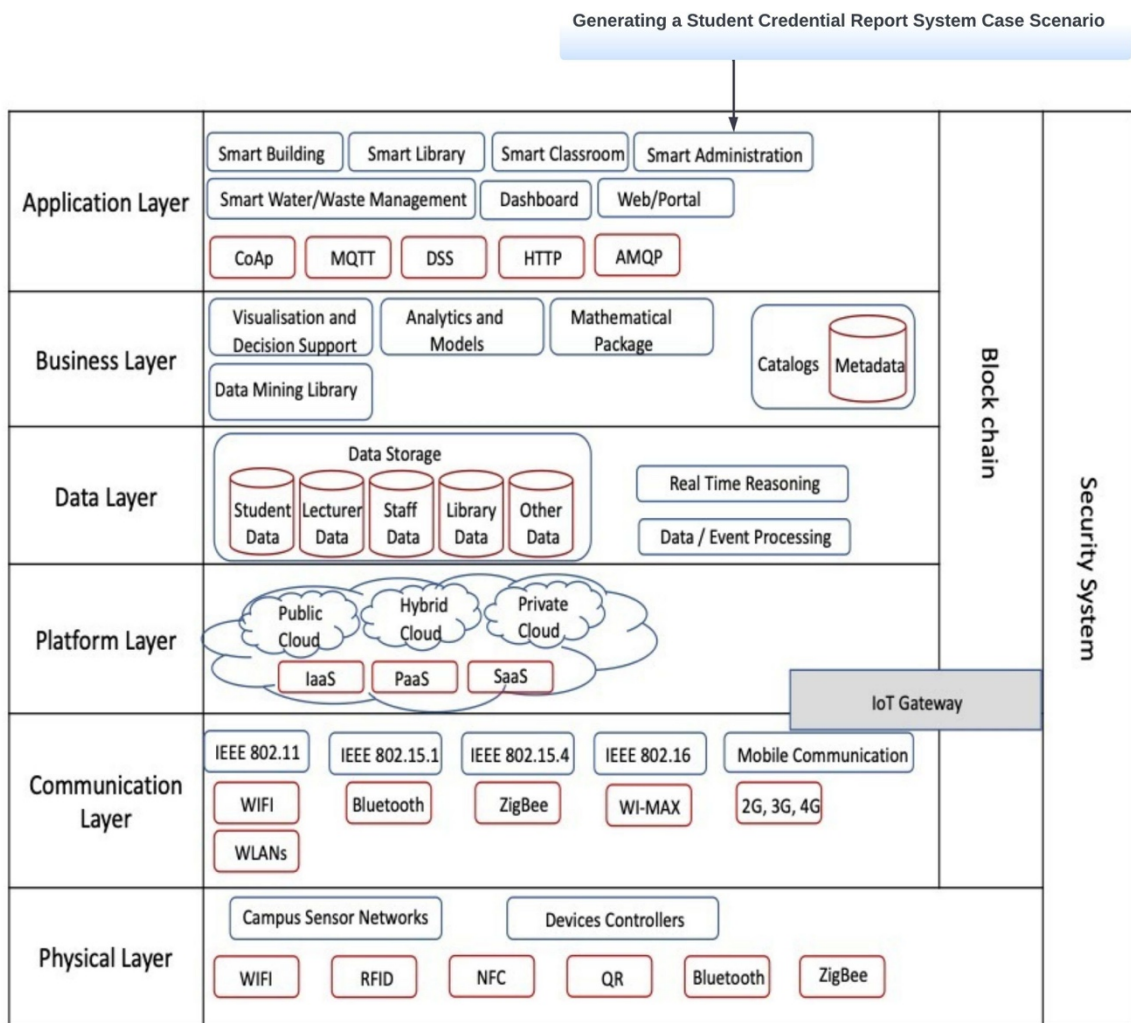 Generating a Student Credential Report System Case Scenario
Application Layer
Smart Building
Smart Library
Smart Classroom
Smart Administration
Smart Water/Waste Management
Dashboard
Web/Portal
CoAp
MQTT
DSS
HTTP
AMQP
Business Layer
Visualisation and
Decision Support
Analytics and
Models
Mathematical
Package
Data Mining Library
Catalogs
Metadata
Data Layer
Data Storage
Student
Data
Lecturer
Data
Staff
Data
Library
Data
Other
Data
Real Time Reasoning
Data / Event Processing
Platform Layer
Public
Cloud
Hybrid
Cloud
Private
Cloud
IaaS
PaaS
SaaS
IoT Gateway
Communication
Layer
IEEE 802.11
IEEE 802.15.1
IEEE 802.15.4
IEEE 802.16
Mobile Communication
WIFI
Bluetooth
ZigBee
WI-MAX
2G, 3G, 4G
WLANs
Physical Layer
Campus Sensor Networks
Devices Controllers
WIFI
RFID
NFC
QR
Bluetooth
ZigBee
Block chain
Security System